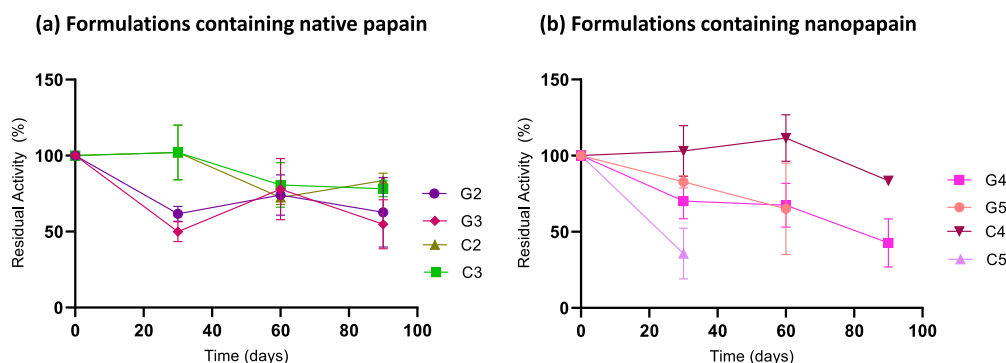 (a) Formulations containing native papain
Residual Activity (%)
150
100
50
0
0 20 40 60 80 100
Time (days)
G2
G3
C2
C3
(b) Formulations containing nanopapain
Residual Activity (%)
150
100
50
0
0 20 40 60 80 100
Time (days)
G4
G5
C4
C5